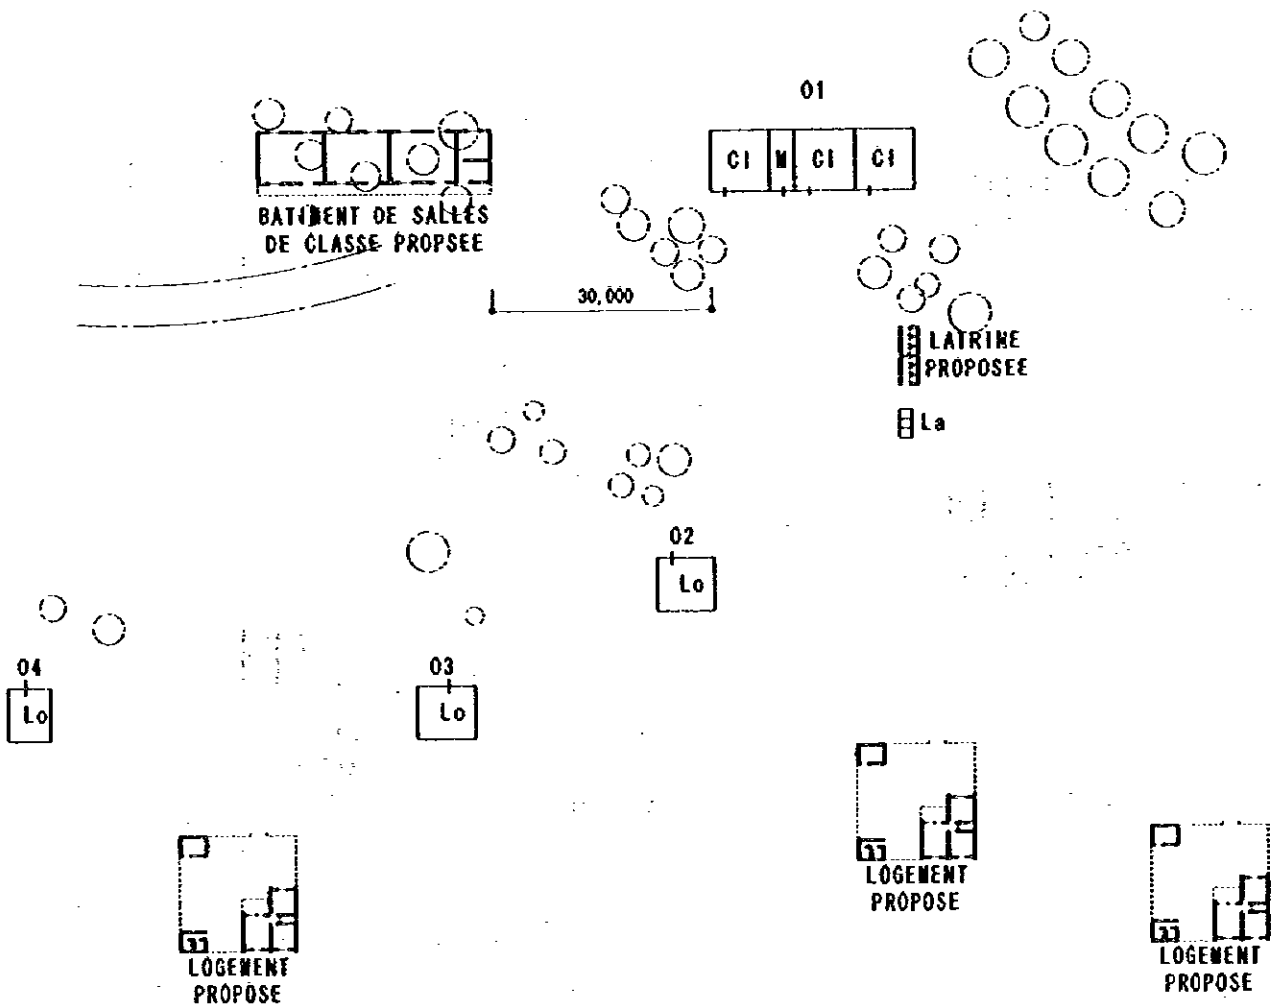 01
Cl M Cl Cl
BATIMENT DE SALLES
DE CLASSE PROPSEE
30,000
LATRINE
PROPOSEE
La
02
Lo
04
Lo
03
Lo
LOGEMENT
PROPOSE
LOGEMENT
PROPOSE
LOGEMENT
PROPOSE